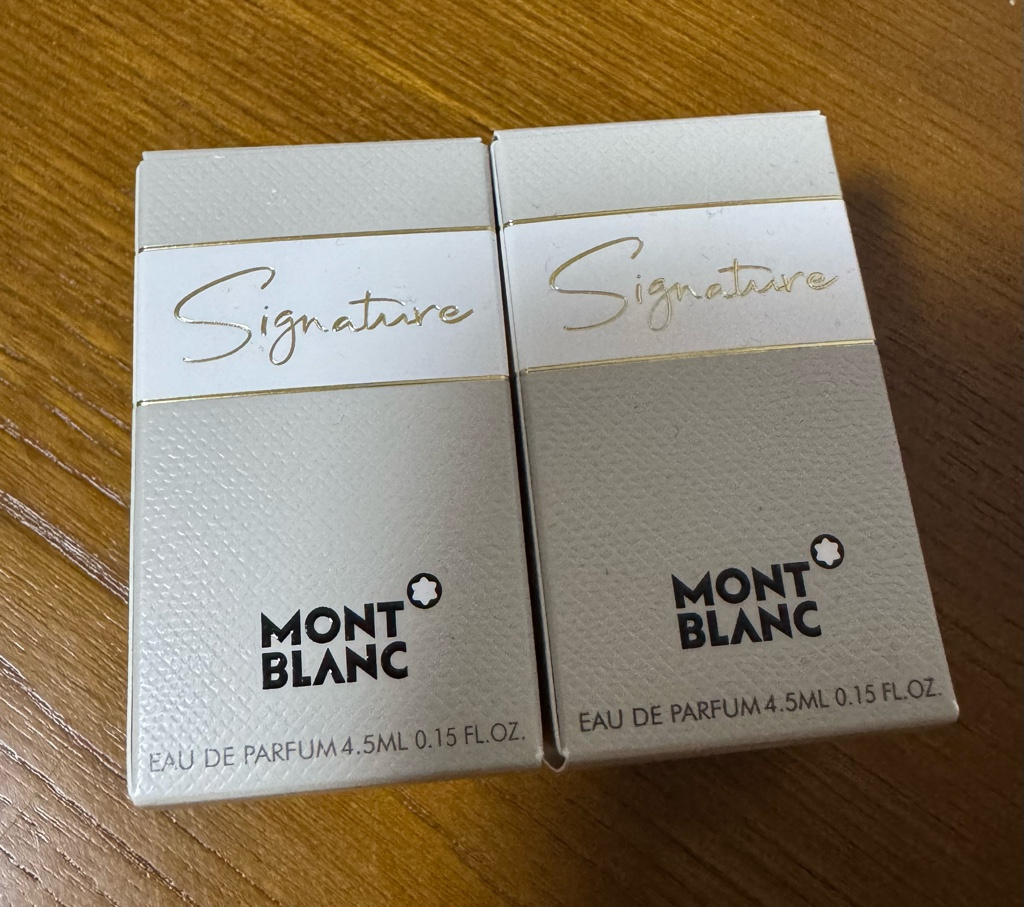 Signature
MONT
BLANC
EAU DE PARFUM 4.5ML 0.15 FL.OZ.
Signature
MONT
BLANC
EAU DE PARFUM 4.5ML 0.15 FL.OZ.